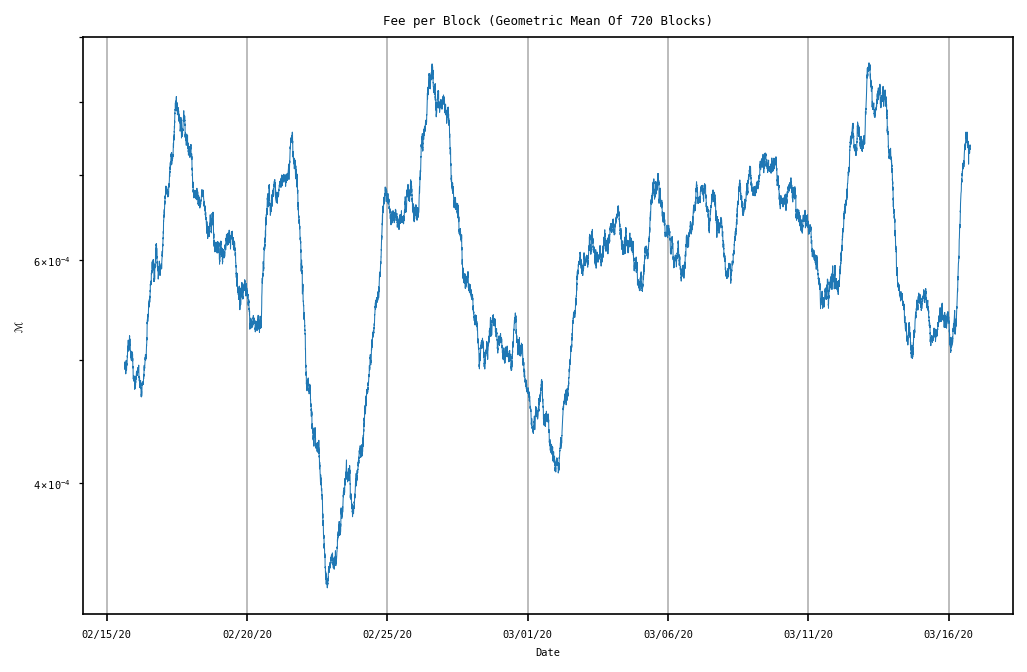 Fee per Block (Geometric Mean Of 720 Blocks)
ℳ
6×10⁻⁴
4×10⁻⁴
02/15/20 02/20/20 02/25/20 03/01/20 03/06/20 03/11/20 03/16/20
Date